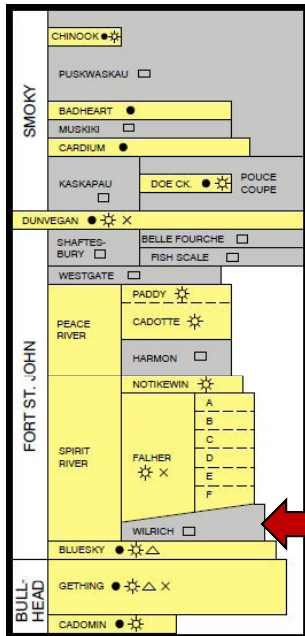 SMOKY
CHINOOK
PUSKWASKAU
BADHEART
MUSKIKI
CARDIUM
KASKAPAU
DOE CK.
POUCE
COUPE
DUNVEGAN
FORT ST. JOHN
SHAFTES-
BURY
BELLE FOURCHE
FISH SCALE
WESTGATE
PEACE
RIVER
PADDY
CADOTTE
HARMON
SPIRIT
RIVER
NOTIKEWIN
FALHER
A
B
C
D
E
F
WILRICH
BLUESKY
BULL-
HEAD
GETHING
CADOMIN